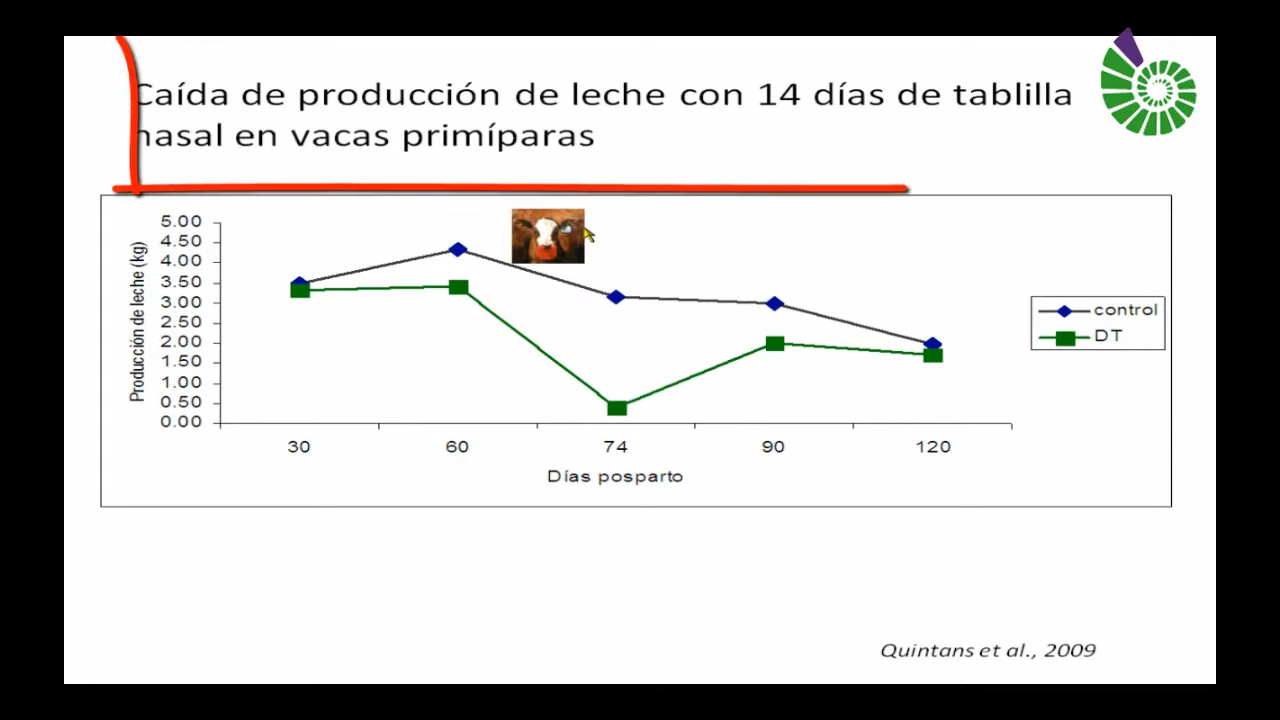 Caída de producción de leche con 14 días de tablilla
nasal en vacas primíparas
Producción de leche (kg)
5.00
4.50
4.00
3.50
3.00
2.50
2.00
1.50
1.00
0.50
0.00
30 60 74 90 120
Días posparto
control
DT
Quintans et al., 2009